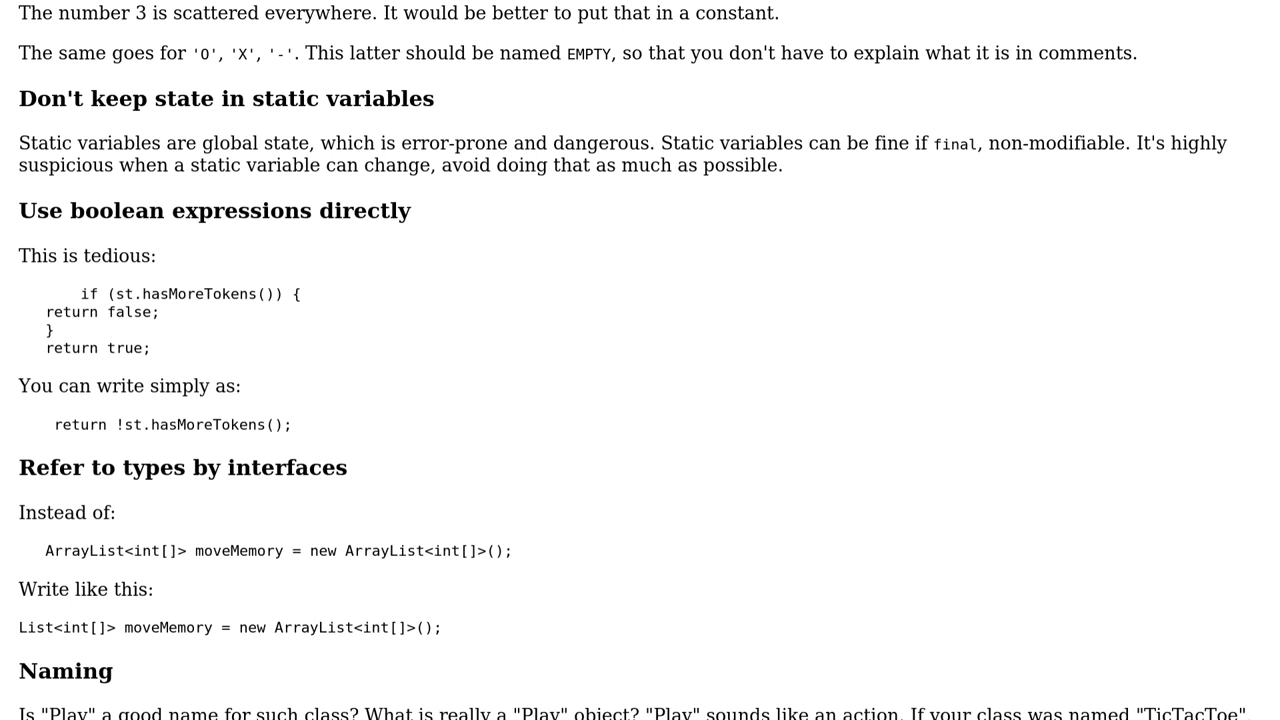 The number 3 is scattered everywhere. It would be better to put that in a constant.
The same goes for 'O', 'X', '-'. This latter should be named EMPTY, so that you don't have to explain what it is in comments.
Don't keep state in static variables
Static variables are global state, which is error-prone and dangerous. Static variables can be fine if final, non-modifiable. It's highly
suspicious when a static variable can change, avoid doing that as much as possible.
Use boolean expressions directly
This is tedious:
if (st.hasMoreTokens()) {
return false;
}
return true;
You can write simply as:
return !st.hasMoreTokens();
Refer to types by interfaces
Instead of:
ArrayList<int[]> moveMemory = new ArrayList<int[]>();
Write like this:
List<int[]> moveMemory = new ArrayList<int[]>();
Naming
Is "Play" a good name for such class? What is really a "Play" object? "Play" sounds like an action. If your class was named "TicTacToe",